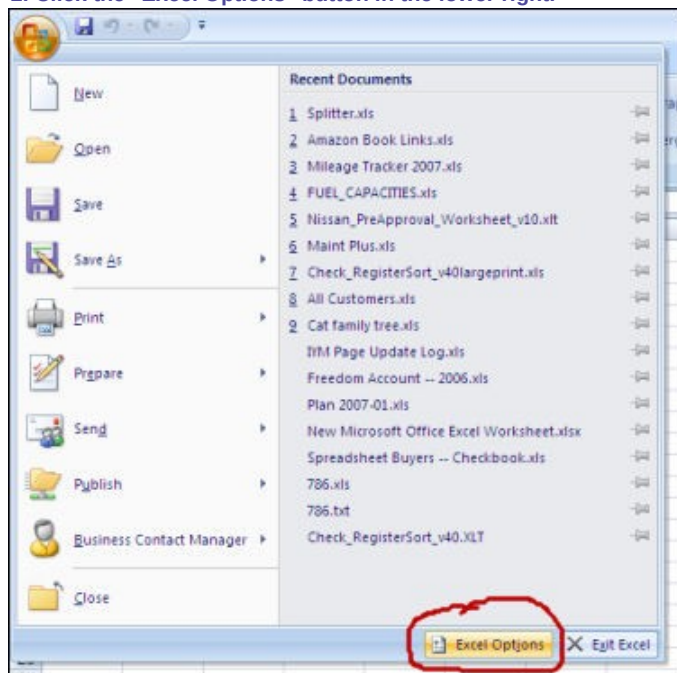 2. Click the "Excel Options" button in the lower right.
New
Open
Save
Save As
Print
Prepare
Send
Publish
Business Contact Manager
Close
Recent Documents
1 Splitter.xls
2 Amazon Book Links.xls
3 Mileage Tracker 2007.xls
4 FUEL_CAPACITIES.xls
5 Nissan_PreApproval_Worksheet_v10.xlt
6 Maint Plus.xls
7 Check_RegisterSort_v40largeprint.xls
8 All Customers.xls
9 Cat family tree.xls
IYM Page Update Log.xls
Freedom Account -- 2006.xls
Plan 2007-01.xls
New Microsoft Office Excel Worksheet.xlsx
Spreadsheet Buyers -- Checkbook.xls
786.xls
786.txt
Check_RegisterSort_v40.XLT
Excel Options
Exit Excel